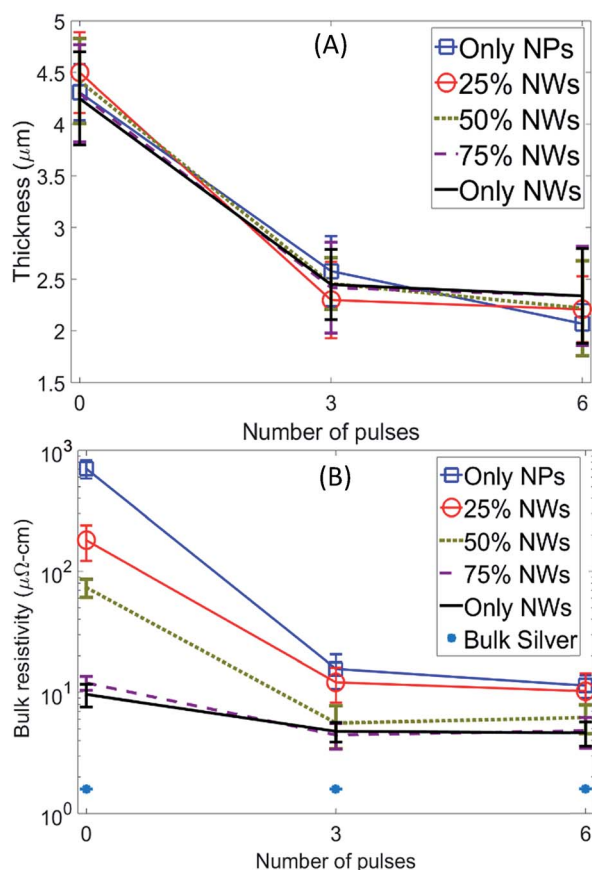 (A)
5
4.5
4
3.5
3
2.5
2
1.5
Thickness (μm)
0
3
6
Number of pulses
Only NPs
25% NWs
50% NWs
75% NWs
Only NWs
(B)
10³
10²
10¹
10⁰
Bulk resistivity (μΩ-cm)
0
3
6
Number of pulses
Only NPs
25% NWs
50% NWs
75% NWs
Only NWs
Bulk Silver